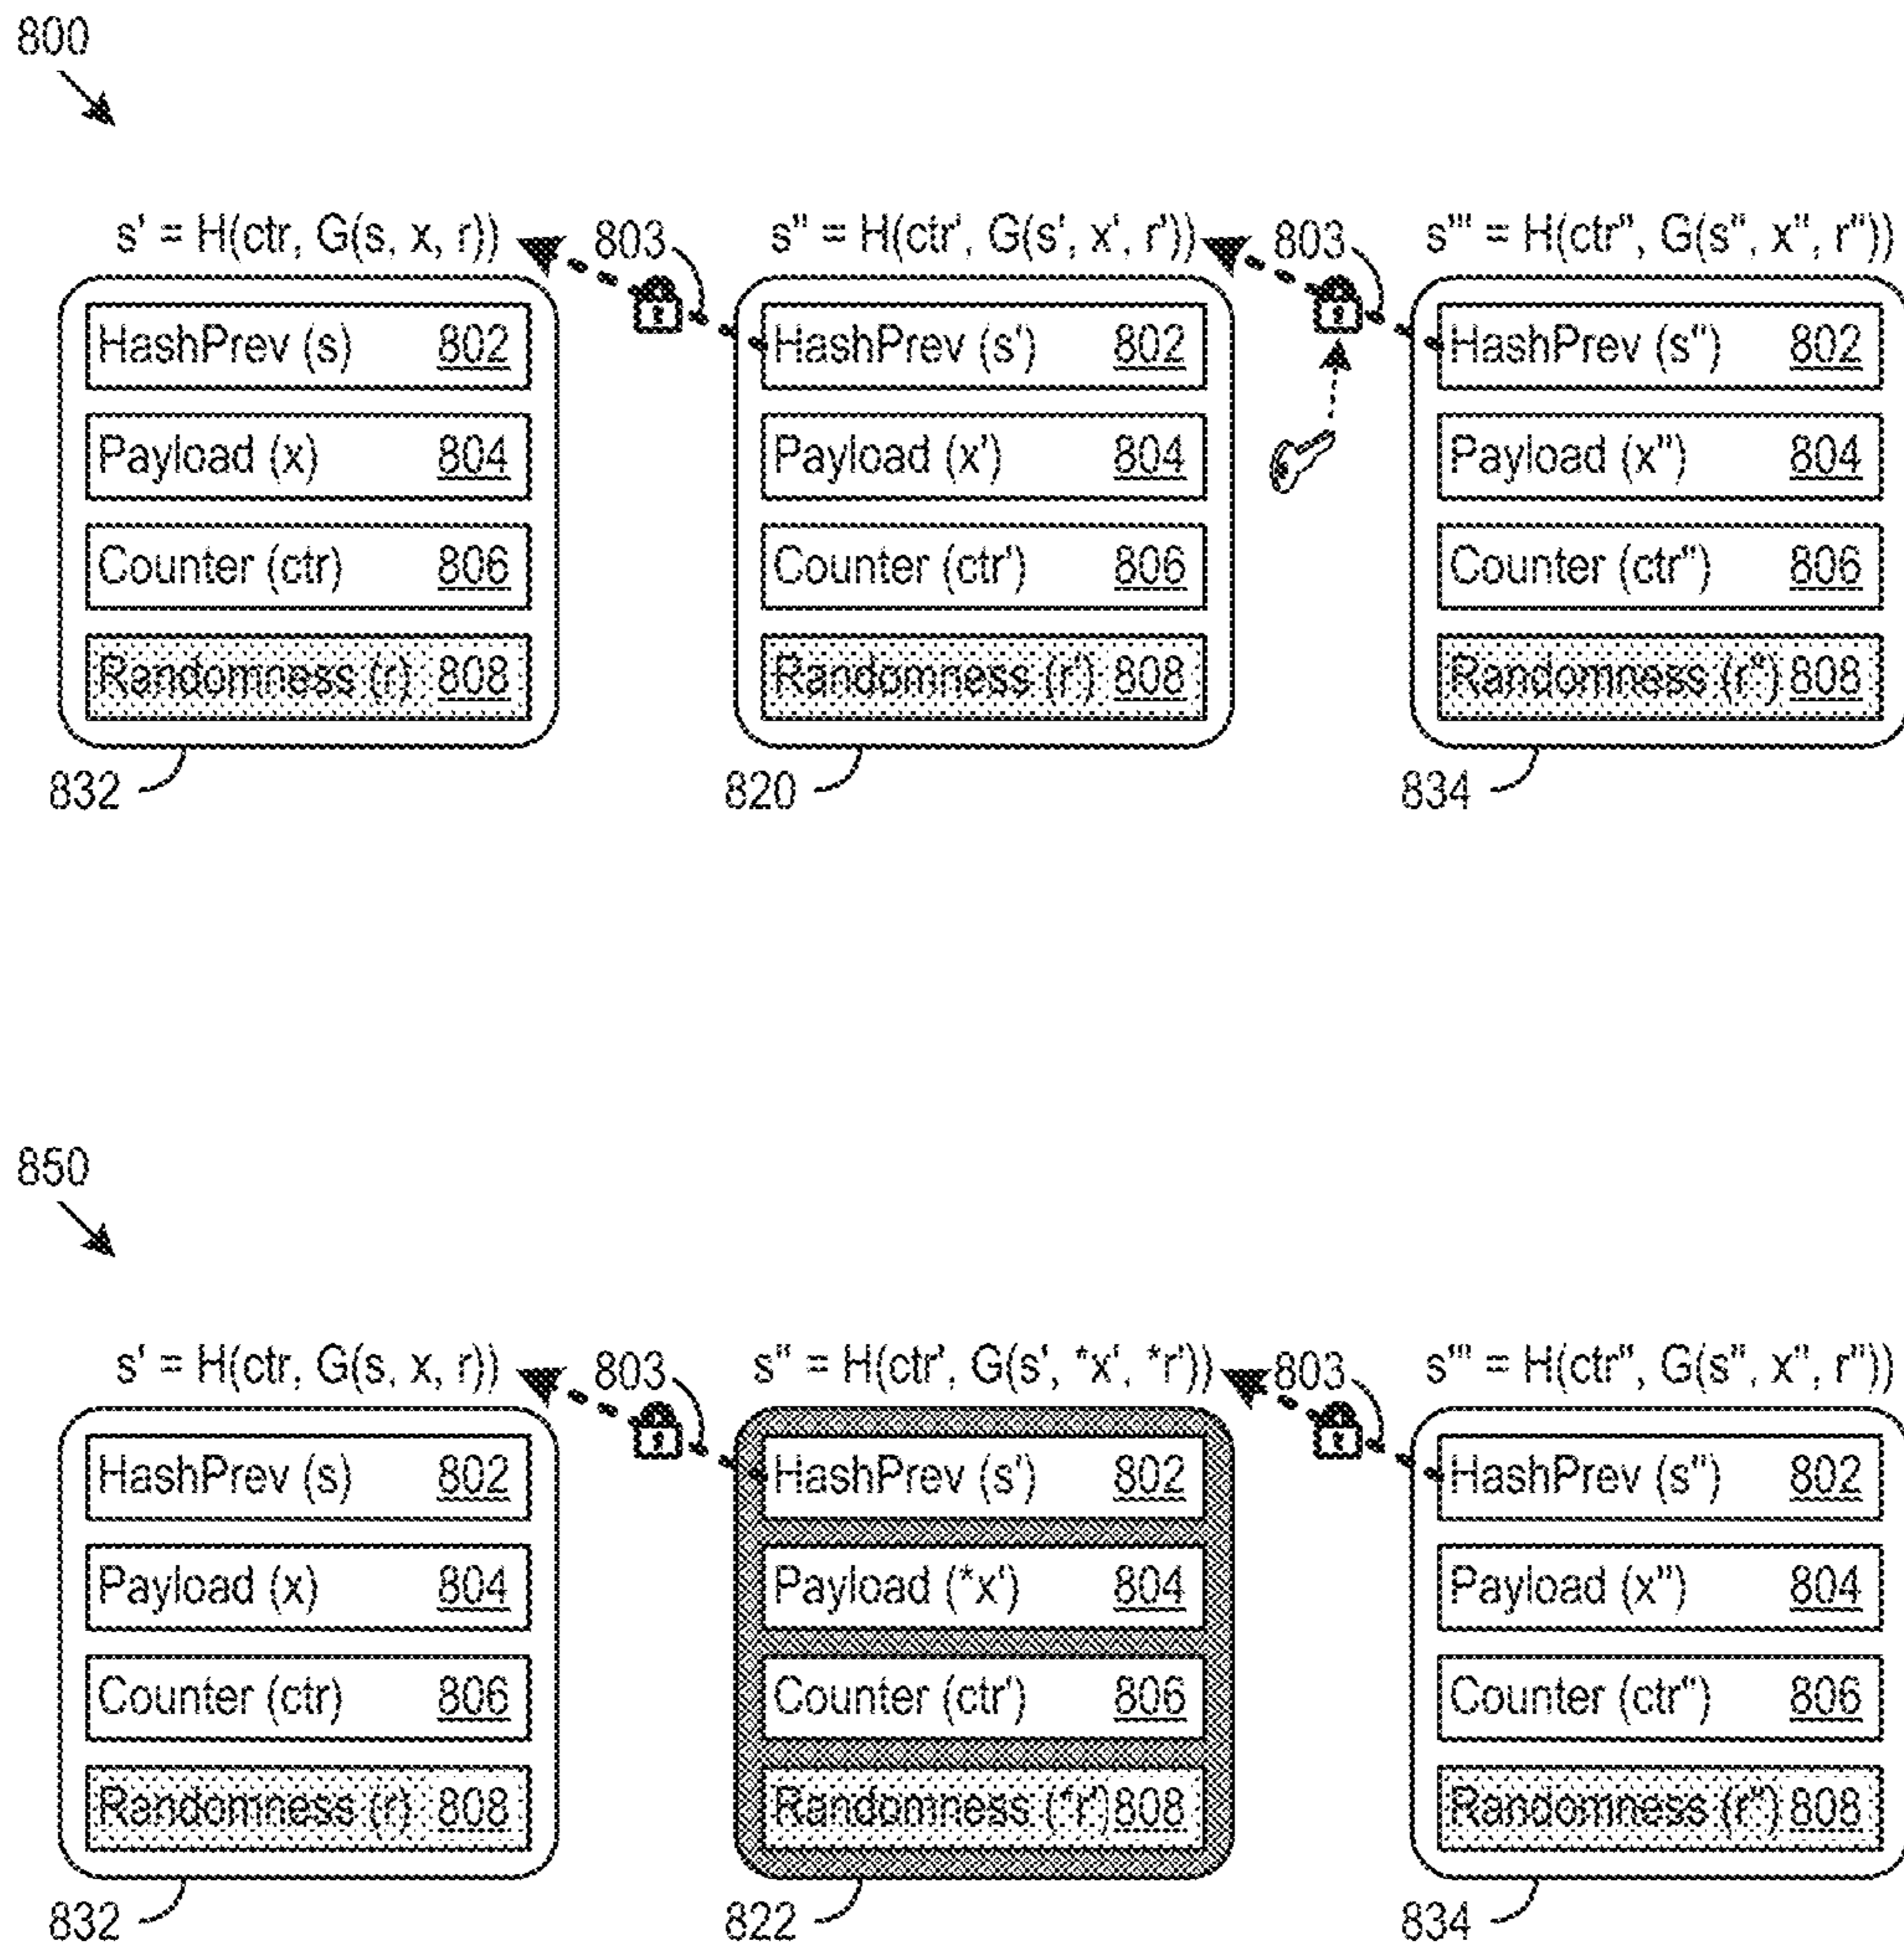 800
s' = H(ctr, G(s, x, r)) 803 s" = H(ctr', G(s', x', r')) 803 s''' = H(ctr", G(s", x", r"))
HashPrev (s) 802 HashPrev (s') 802 HashPrev (s") 802
Payload (x) 804 Payload (x') 804 Payload (x") 804
Counter (ctr) 806 Counter (ctr') 806 Counter (ctr") 806
Randomness (r) 808 Randomness (r') 808 Randomness (r") 808
832 820 834
850
s' = H(ctr, G(s, x, r)) 803 s" = H(ctr', G(s', *x', *r')) 803 s''' = H(ctr", G(s", x", r"))
HashPrev (s) 802 HashPrev (s') 802 HashPrev (s") 802
Payload (x) 804 Payload (*x') 804 Payload (x") 804
Counter (ctr) 806 Counter (ctr') 806 Counter (ctr") 806
Randomness (r) 808 Randomness (*r') 808 Randomness (r") 808
832 822 834